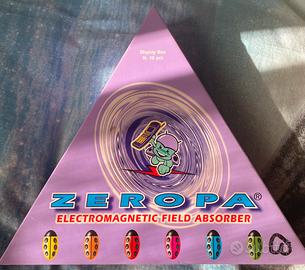 Display Box
N. 18 pcs
ZEROPA®
ELECTROMAGNETIC FIELD ABSORBER